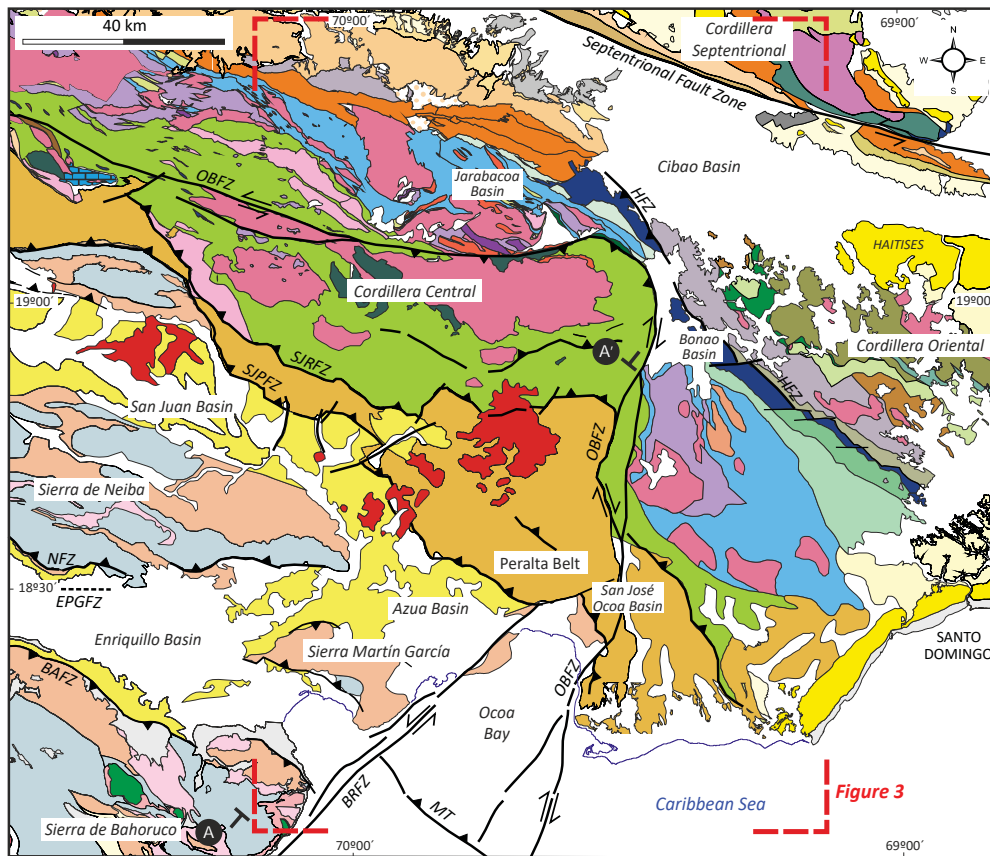 40 km
70º00´
69º00´
Cordillera
Septentrional
N
W
E
S
Septentrional Fault Zone
Cibao Basin
Jarabacoa
Basin
OBFZ
HFZ
HAITISES
19º00´
Cordillera Central
19º00´
Cordillera Oriental
Bonao
Basin
A'
SJRFZ
SJPFZ
HFZ
San Juan Basin
OBFZ
Sierra de Neiba
NFZ
Peralta Belt
18º30´
EPGFZ
San José
Ocoa Basin
Azua Basin
Enriquillo Basin
SANTO
DOMINGO
Sierra Martín García
BAFZ
OBFZ
Ocoa
Bay
BRFZ
MT
Caribbean Sea
Figure 3
Sierra de Bahoruco
A
70º00´
69º00´